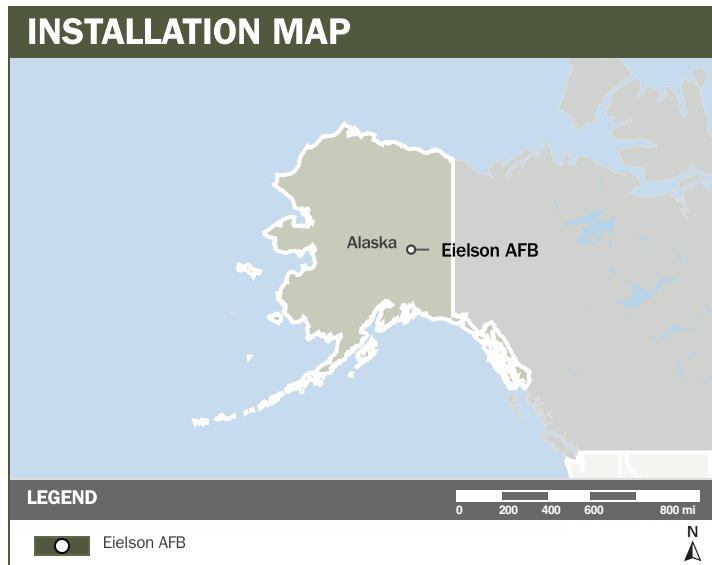 INSTALLATION MAP
Alaska
Eielson AFB
LEGEND
0 200 400 600 800 mi
Eielson AFB
N